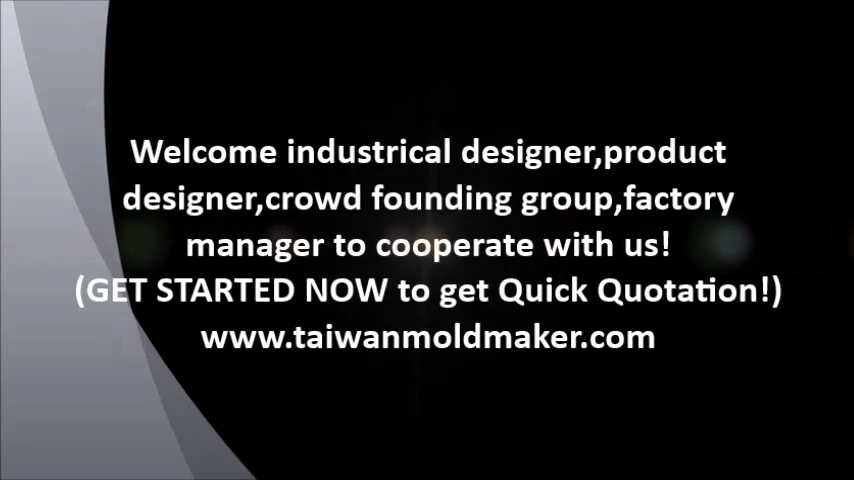 Welcome industrical designer,product
designer,crowd founding group,factory
manager to cooperate with us!
(GET STARTED NOW to get Quick Quotation!)
www.taiwanmoldmaker.com